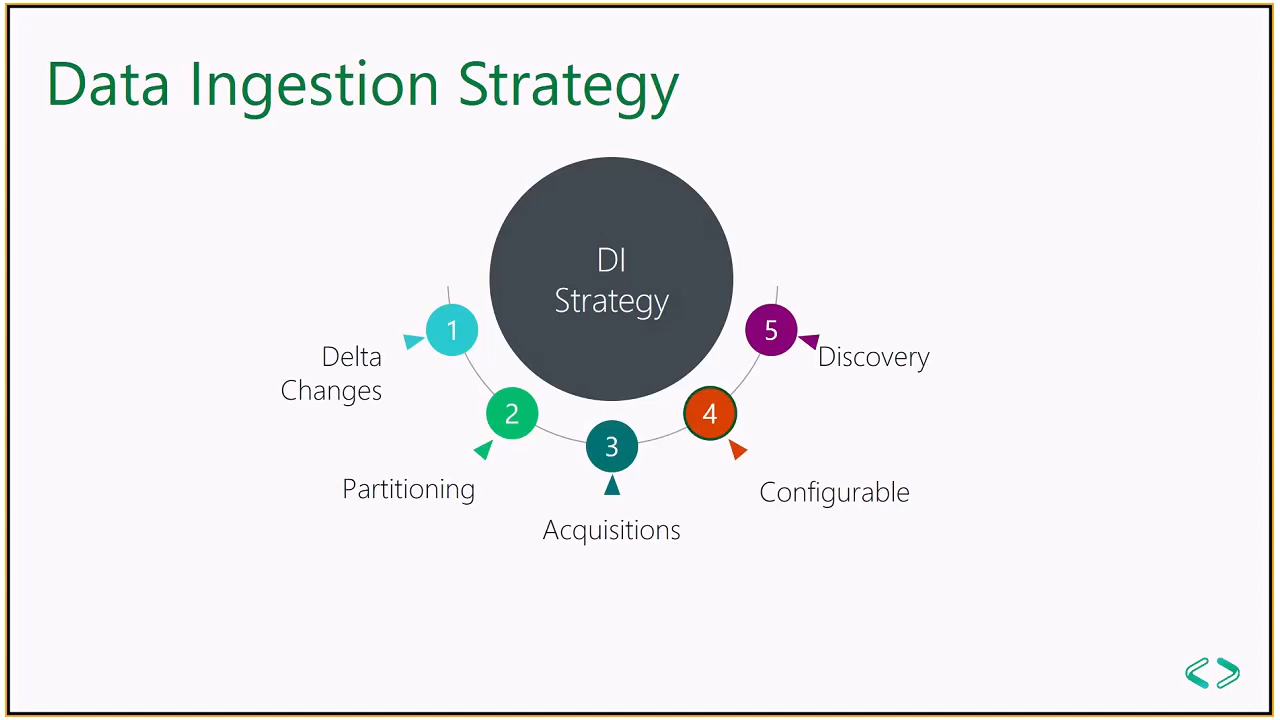 Data Ingestion Strategy
DI
Strategy
1
Delta
Changes
2
Partitioning
3
Acquisitions
4
Configurable
5
Discovery